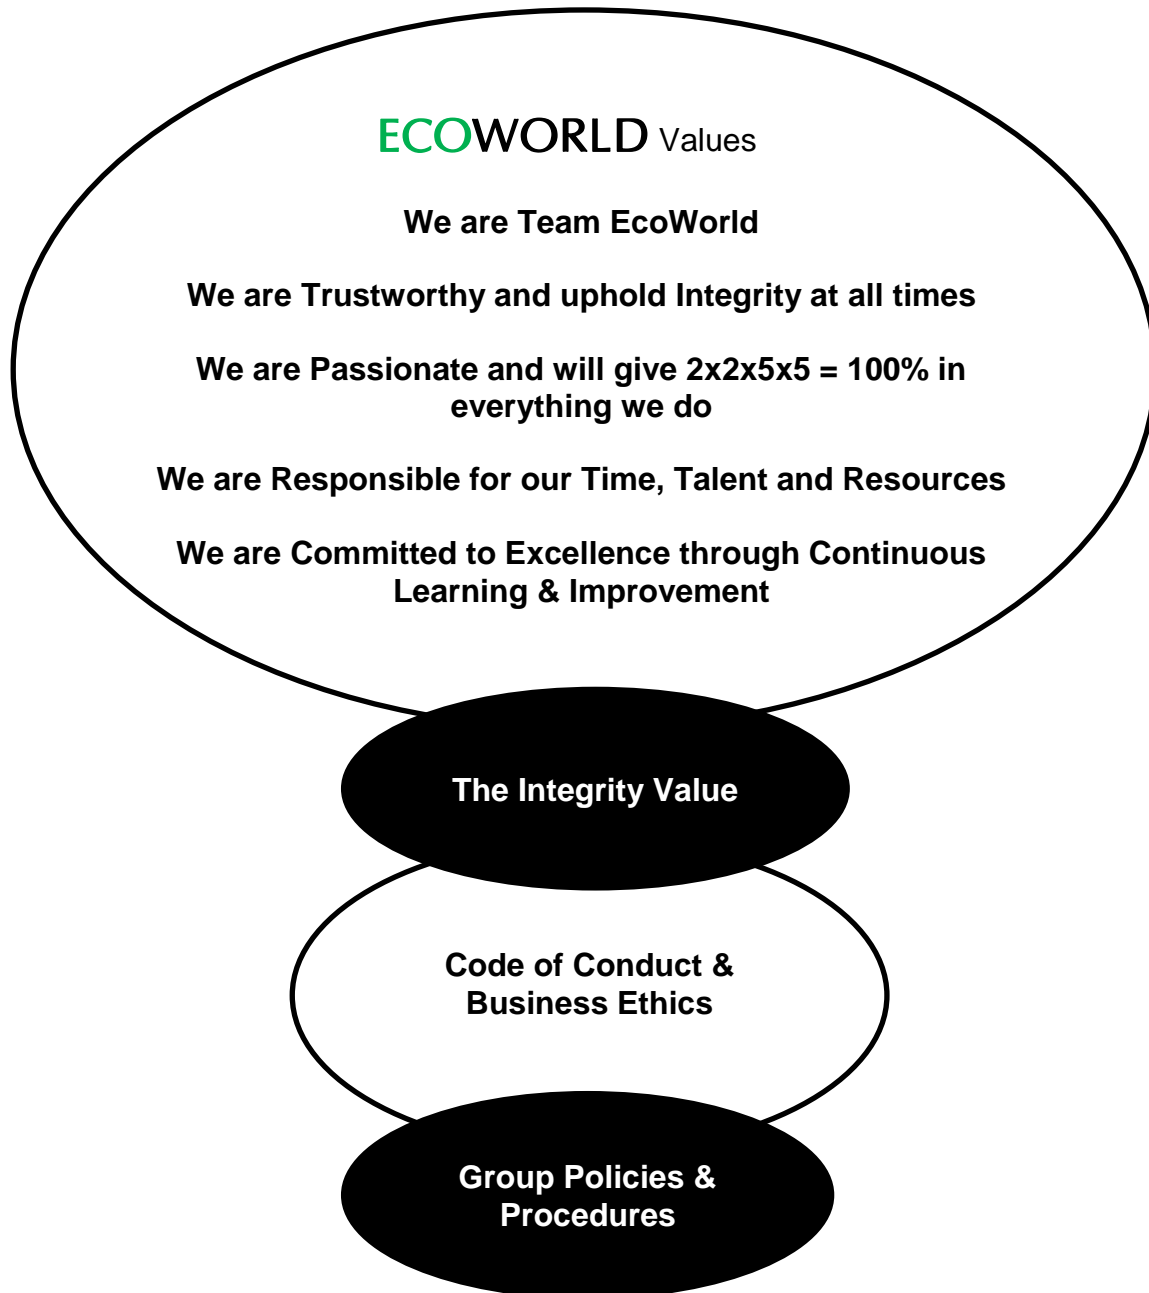 ECOWORLD Values
We are Team EcoWorld
We are Trustworthy and uphold Integrity at all times
We are Passionate and will give 2x2x5x5 = 100% in
everything we do
We are Responsible for our Time, Talent and Resources
We are Committed to Excellence through Continuous
Learning & Improvement
The Integrity Value
Code of Conduct &
Business Ethics
Group Policies &
Procedures